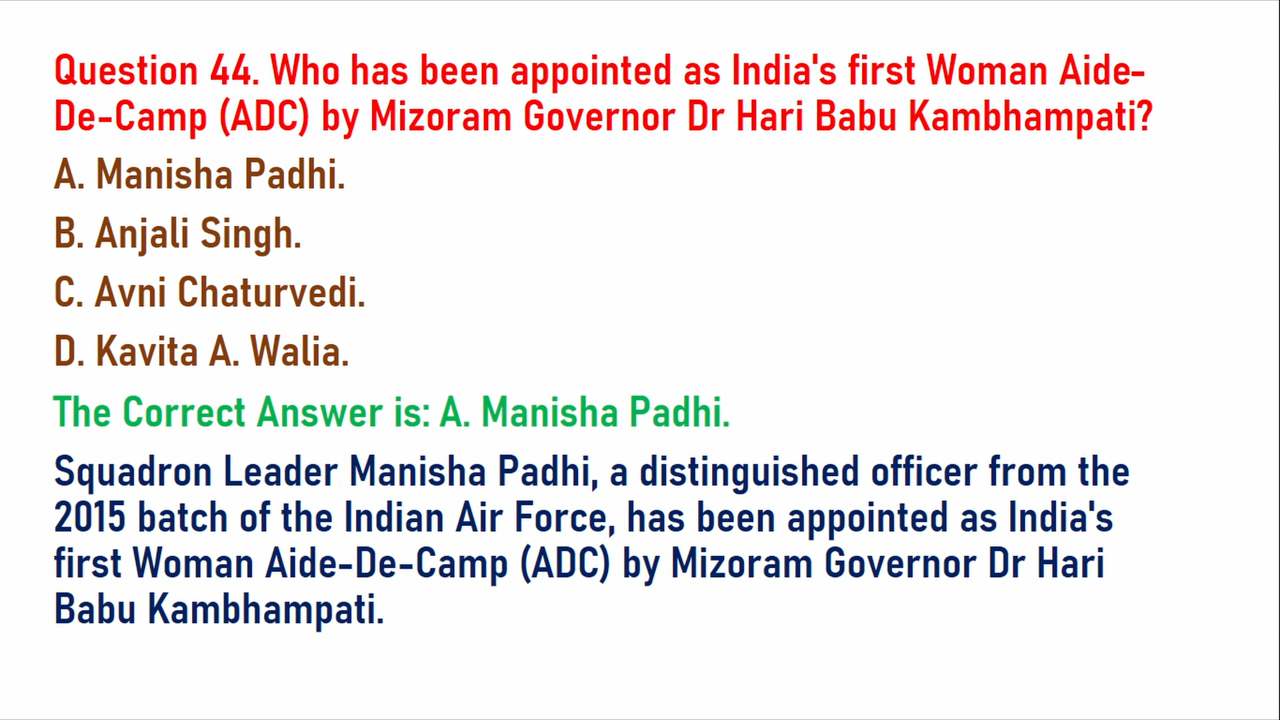 Question 44. Who has been appointed as India's first Woman Aide-
De-Camp (ADC) by Mizoram Governor Dr Hari Babu Kambhampati?
A. Manisha Padhi.
B. Anjali Singh.
C. Avni Chaturvedi.
D. Kavita A. Walia.
The Correct Answer is: A. Manisha Padhi.
Squadron Leader Manisha Padhi, a distinguished officer from the
2015 batch of the Indian Air Force, has been appointed as India's
first Woman Aide-De-Camp (ADC) by Mizoram Governor Dr Hari
Babu Kambhampati.